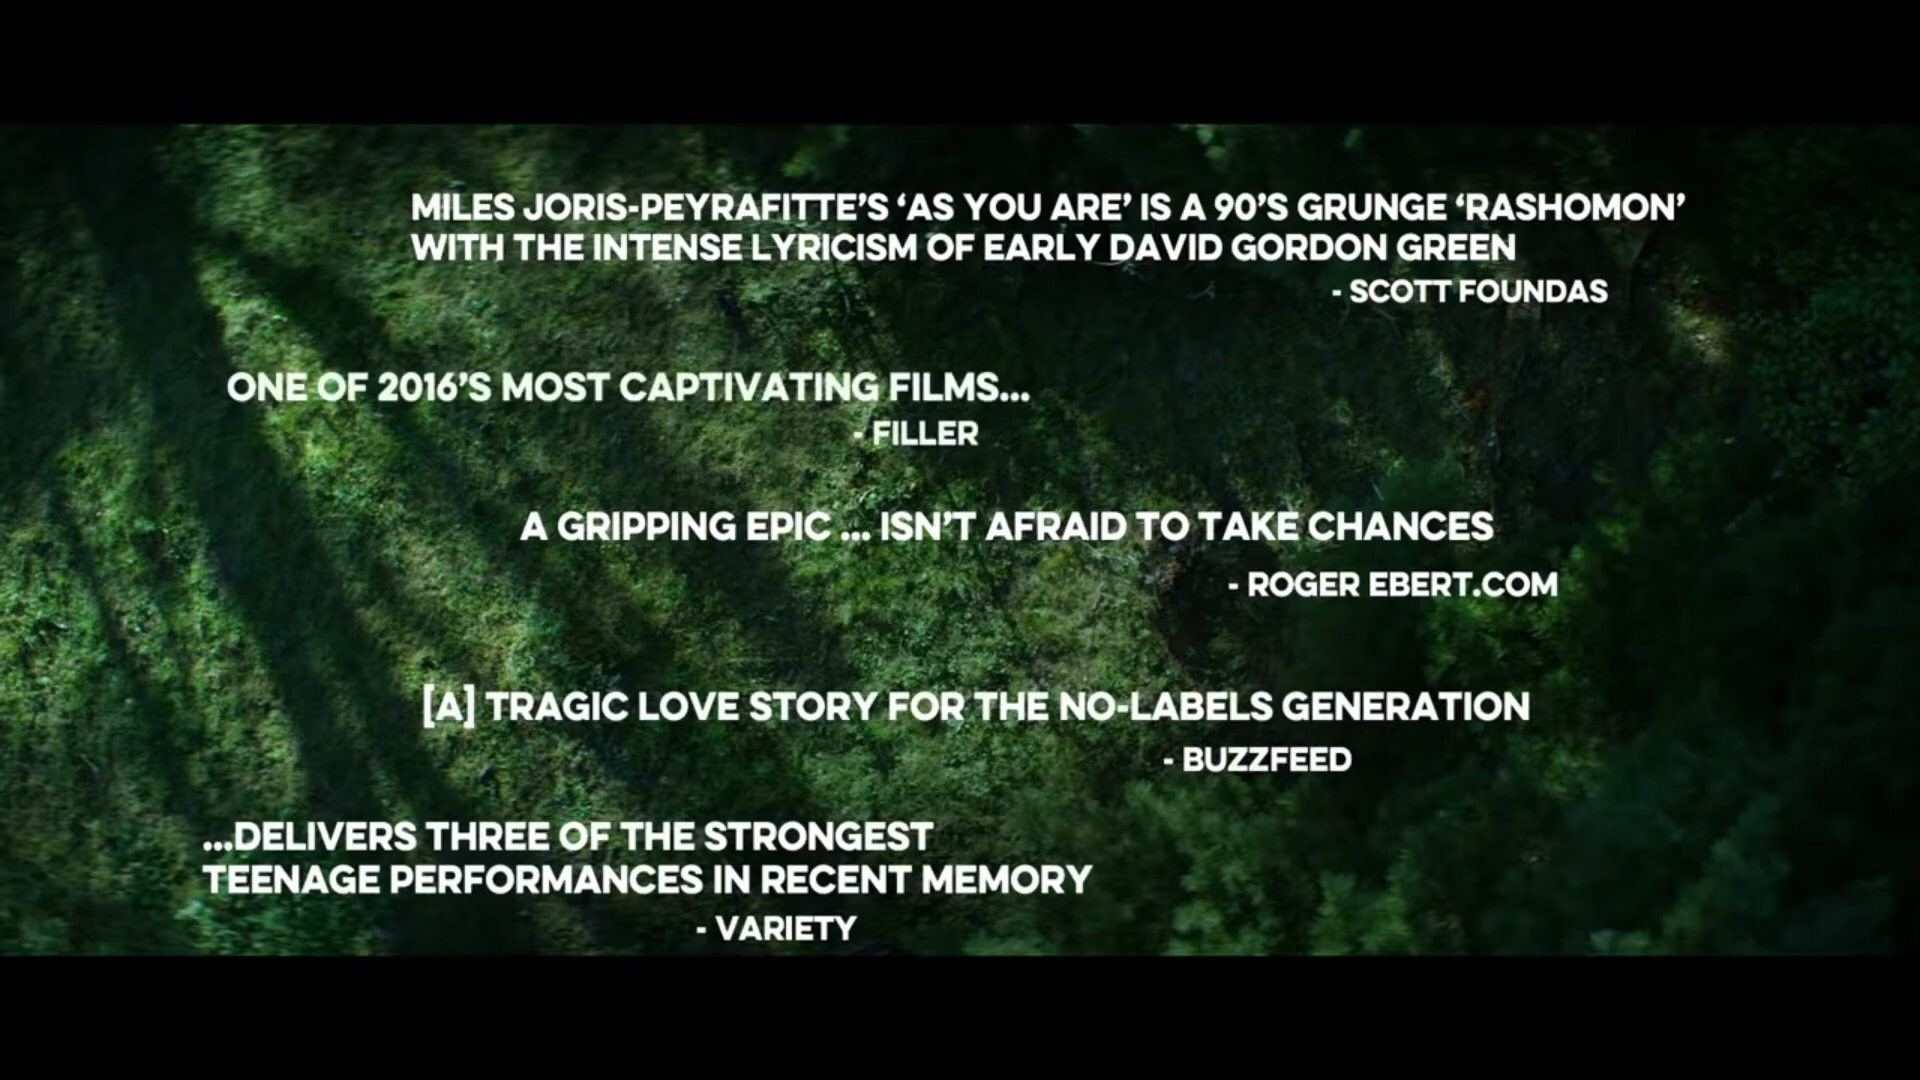 MILES JORIS-PEYRAFITTE’S ‘AS YOU ARE’ IS A 90’S GRUNGE ‘RASHOMON’
WITH THE INTENSE LYRICISM OF EARLY DAVID GORDON GREEN
- SCOTT FOUNDAS
ONE OF 2016’S MOST CAPTIVATING FILMS...
- FILLER
A GRIPPING EPIC ... ISN’T AFRAID TO TAKE CHANCES
- ROGER EBERT.COM
[A] TRAGIC LOVE STORY FOR THE NO-LABELS GENERATION
- BUZZFEED
...DELIVERS THREE OF THE STRONGEST
TEENAGE PERFORMANCES IN RECENT MEMORY
- VARIETY